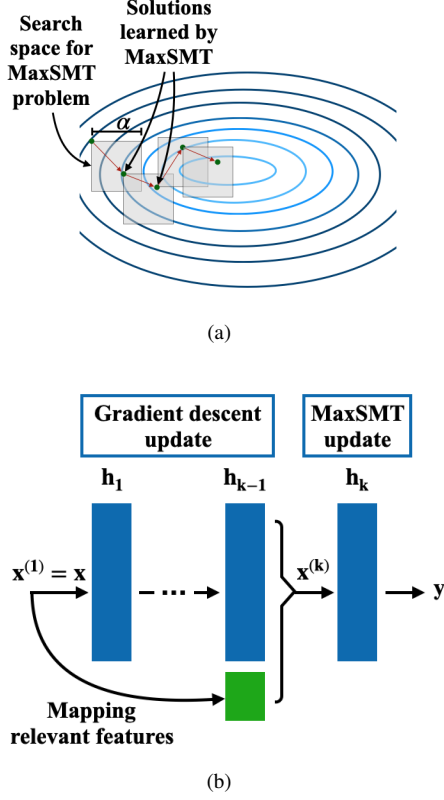 Search
space for
MaxSMT
problem
Solutions
learned by
MaxSMT
α
(a)
Gradient descent
update
MaxSMT
update
h₁
hₖ₋₁
hₖ
x⁽¹⁾ = x
...
x⁽ᵏ⁾
y
Mapping
relevant features
(b)